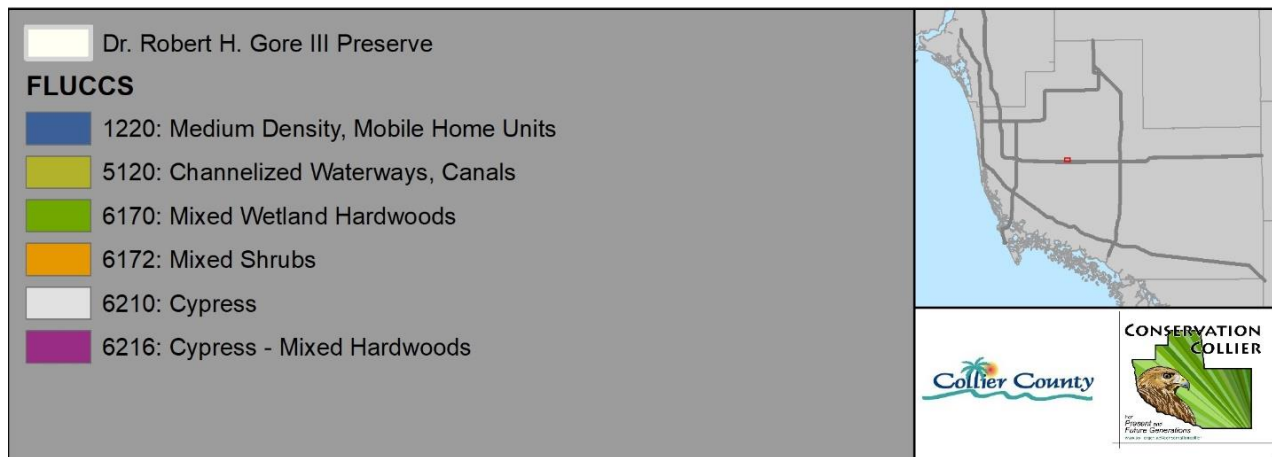 Dr. Robert H. Gore III Preserve
FLUCCS
1220: Medium Density, Mobile Home Units
5120: Channelized Waterways, Canals
6170: Mixed Wetland Hardwoods
6172: Mixed Shrubs
6210: Cypress
6216: Cypress - Mixed Hardwoods
Collier County
CONSERVATION
COLLIER
For
Present and
Future Generations